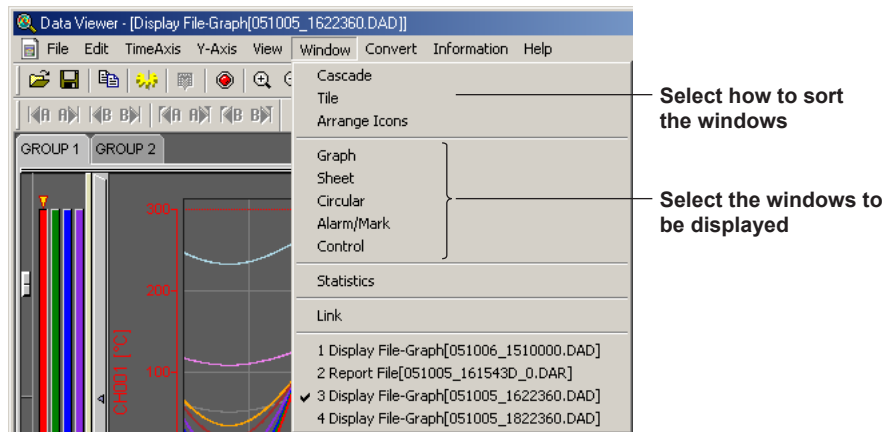 Data Viewer - [Display File-Graph[051005_1622360.DAD]]
File Edit TimeAxis Y-Axis View Window Convert Information Help
A A B B A A B B
GROUP 1 GROUP 2
300
200
100
CH001 [°C]
Cascade
Tile
Arrange Icons
Graph
Sheet
Circular
Alarm/Mark
Control
Statistics
Link
1 Display File-Graph[051006_1510000.DAD]
2 Report File[051005_161543D_0.DAR]
3 Display File-Graph[051005_1622360.DAD]
4 Display File-Graph[051005_1822360.DAD]
Select how to sort
the windows
Select the windows to
be displayed